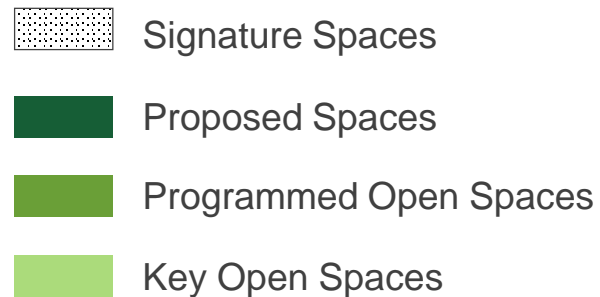 Signature Spaces
Proposed Spaces
Programmed Open Spaces
Key Open Spaces